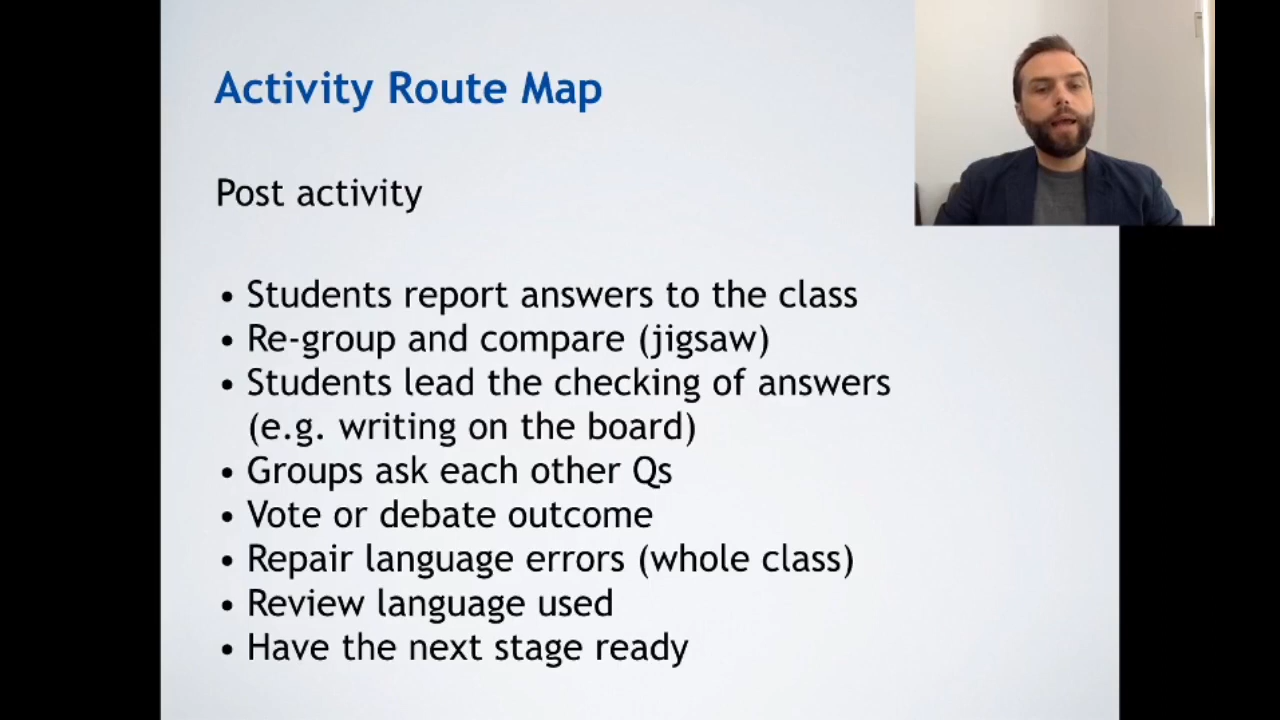 Activity Route Map
Post activity
• Students report answers to the class
• Re-group and compare (jigsaw)
• Students lead the checking of answers
(e.g. writing on the board)
• Groups ask each other Qs
• Vote or debate outcome
• Repair language errors (whole class)
• Review language used
• Have the next stage ready